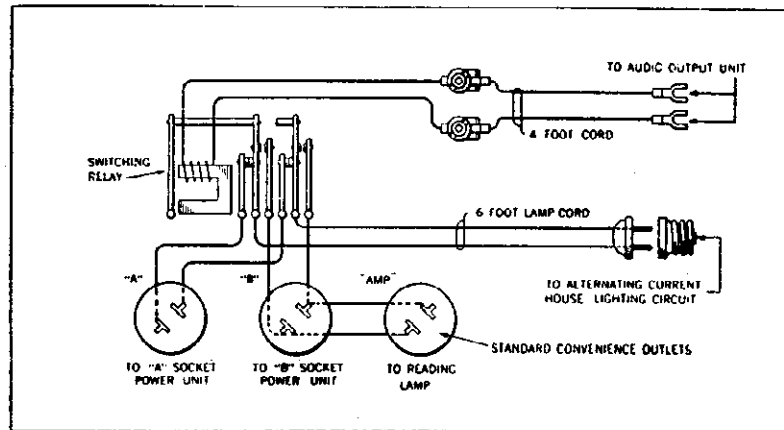 TO AUDIO OUTPUT UNIT
4 FOOT CORD
SWITCHING
RELAY
6 FOOT LAMP CORD
"A"
"B"
"AMP"
TO ALTERNATING CURRENT
HOUSE LIGHTING CIRCUIT
STANDARD CONVENIENCE OUTLETS
TO "A" SOCKET
POWER UNIT
TO "B" SOCKET
POWER UNIT
TO READING
LAMP